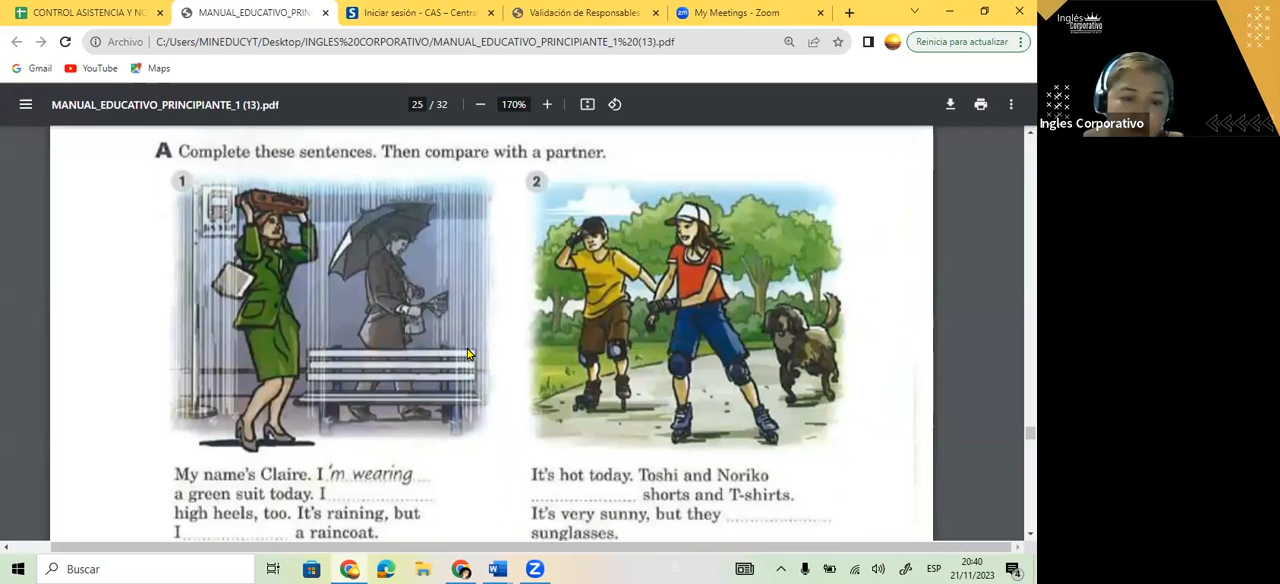 CONTROL ASISTENCIA Y NO
MANUAL_EDUCATIVO_PRIN
Iniciar sesión - CAS – Centra
Validación de Responsables
My Meetings - Zoom
Archivo
C:/Users/MINEDUCYT/Desktop/INGLES%20CORPORATIVO/MANUAL_EDUCATIVO_PRINCIPIANTE_1%20(13).pdf
Reinicia para actualizar
Gmail
YouTube
Maps
MANUAL_EDUCATIVO_PRINCIPIANTE_1 (13).pdf
25 / 32
170%
A Complete these sentences. Then compare with a partner.
1
My name's Claire. I 'm wearing
a green suit today. I
high heels, too. It's raining, but
I a raincoat.
2
It's hot today. Toshi and Noriko
shorts and T-shirts.
It's very sunny, but they
sunglasses.
Inglés
Corporativo
Ingles Corporativo
Buscar
ESP
20:40
21/11/2023
4